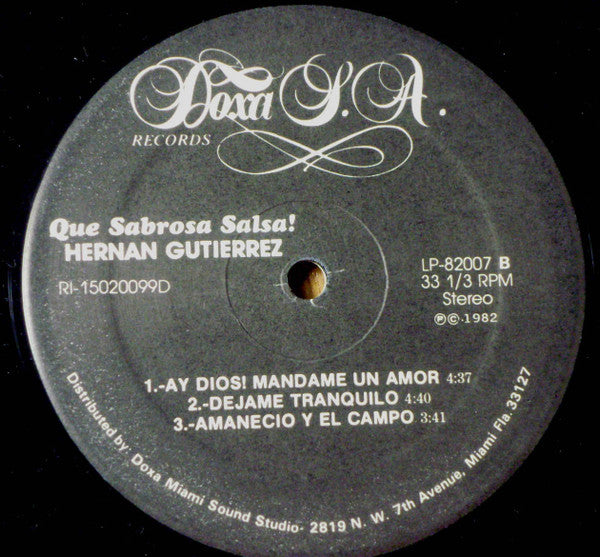 Doxa S.A.
RECORDS
Que Sabrosa Salsa!
HERNAN GUTIERREZ
RI-15020099D
LP-82007 B
33 1/3 RPM
Stereo
Ⓟ©·1982
1.-AY DIOS! MANDAME UN AMOR 4:37
2.-DEJAME TRANQUILO 4:40
3.-AMANECIO Y EL CAMPO 3:41
Distributed by: Doxa Miami Sound Studio- 2819 N. W. 7th Avenue, Miami Fla. 33127